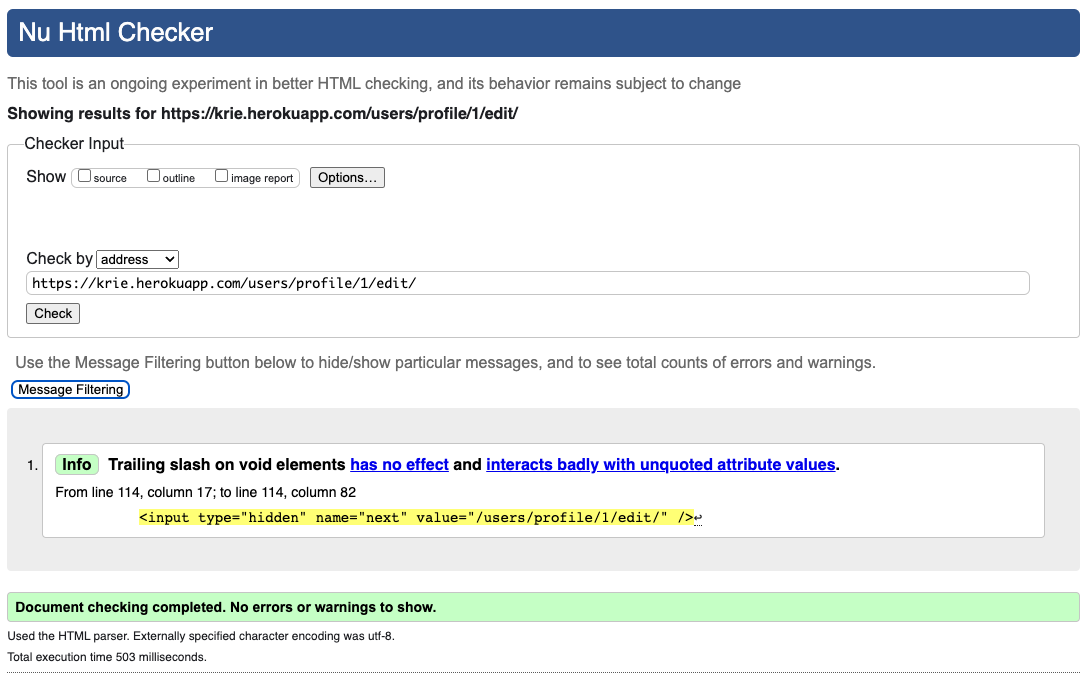 Nu Html Checker
This tool is an ongoing experiment in better HTML checking, and its behavior remains subject to change
Showing results for https://krie.herokuapp.com/users/profile/1/edit/
Checker Input
Show source outline image report Options...
Check by address
https://krie.herokuapp.com/users/profile/1/edit/
Check
Use the Message Filtering button below to hide/show particular messages, and to see total counts of errors and warnings.
Message Filtering
1. Info Trailing slash on void elements has no effect and interacts badly with unquoted attribute values.
From line 114, column 17; to line 114, column 82
<input type="hidden" name="next" value="/users/profile/1/edit/" />↩
Document checking completed. No errors or warnings to show.
Used the HTML parser. Externally specified character encoding was utf-8.
Total execution time 503 milliseconds.